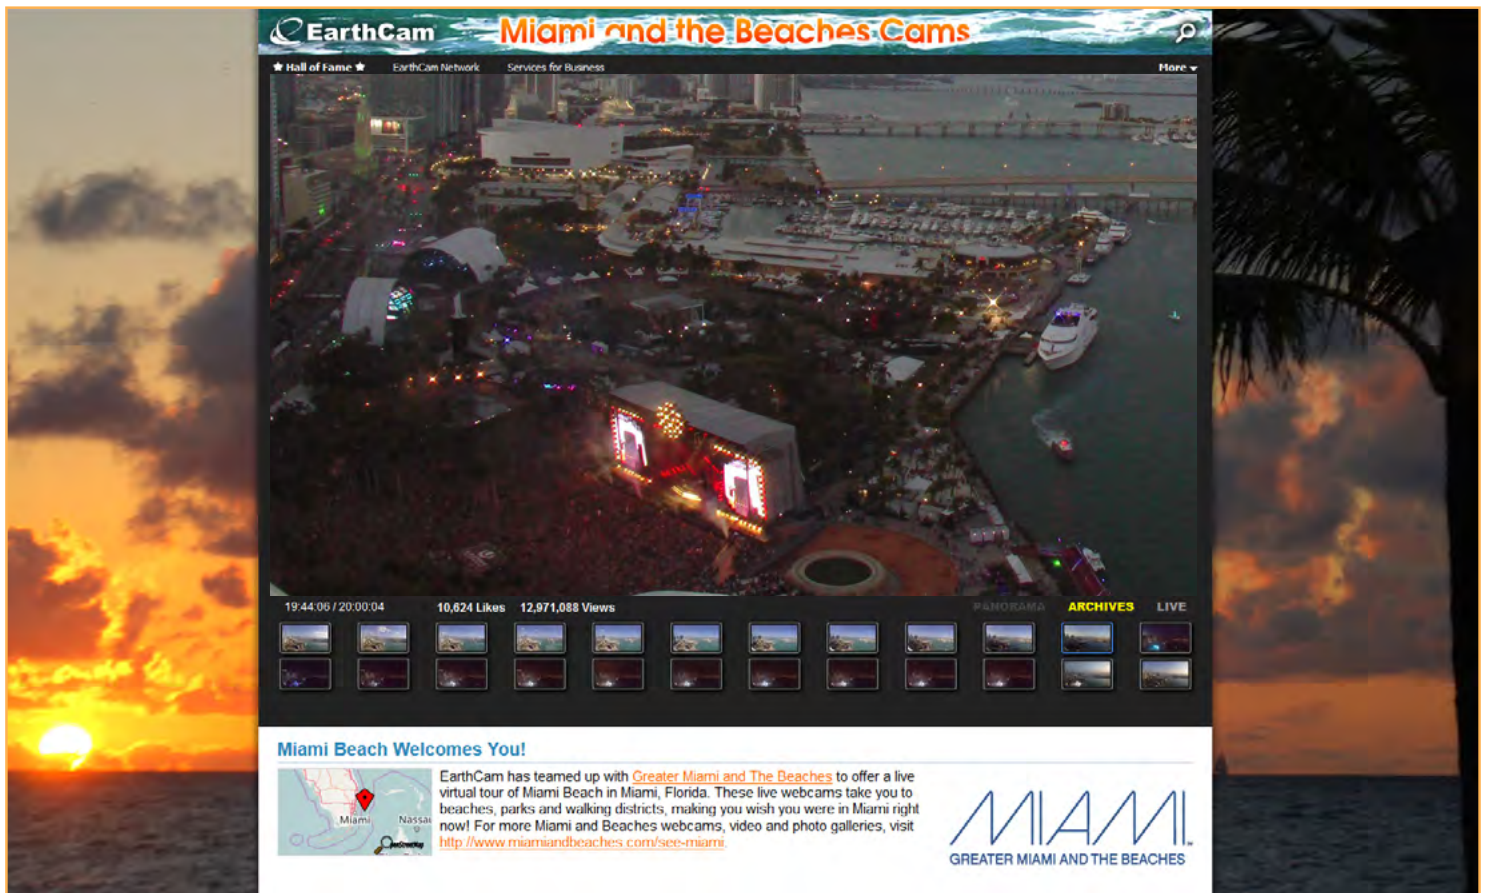 EarthCam
Miami and the Beaches Cams
Hall of Fame
EarthCam Network
Services for Business
More
19:44:06 / 20:00:04
10,624 Likes
12,971,088 Views
PANORAMA
ARCHIVES
LIVE
Miami Beach Welcomes You!
Miami
Nassau
OpenStreetMap
EarthCam has teamed up with Greater Miami and The Beaches to offer a live
virtual tour of Miami Beach in Miami, Florida. These live webcams take you to
beaches, parks and walking districts, making you wish you were in Miami right
now! For more Miami and Beaches webcams, video and photo galleries, visit
http://www.miamiandbeaches.com/see-miami.
MIAMI
GREATER MIAMI AND THE BEACHES